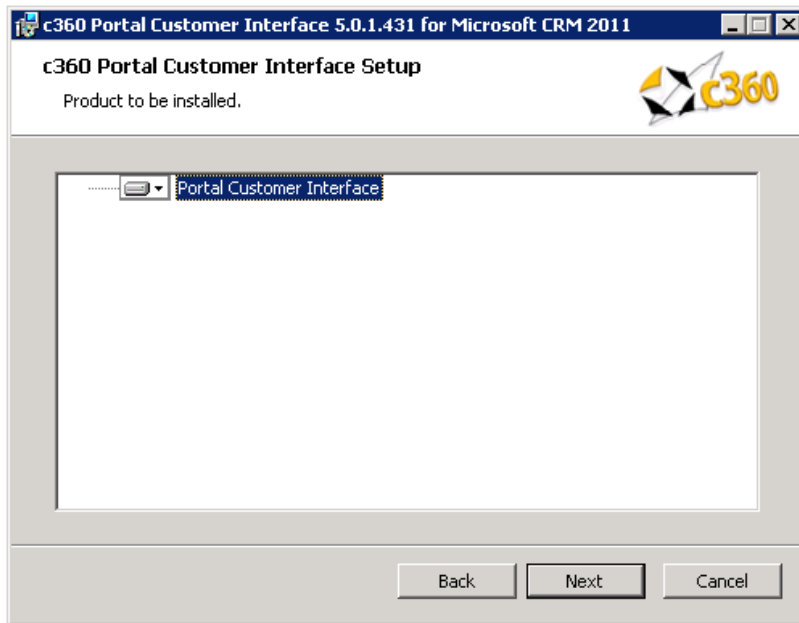 c360 Portal Customer Interface 5.0.1.431 for Microsoft CRM 2011
c360 Portal Customer Interface Setup
Product to be installed.
c360
Portal Customer Interface
Back
Next
Cancel